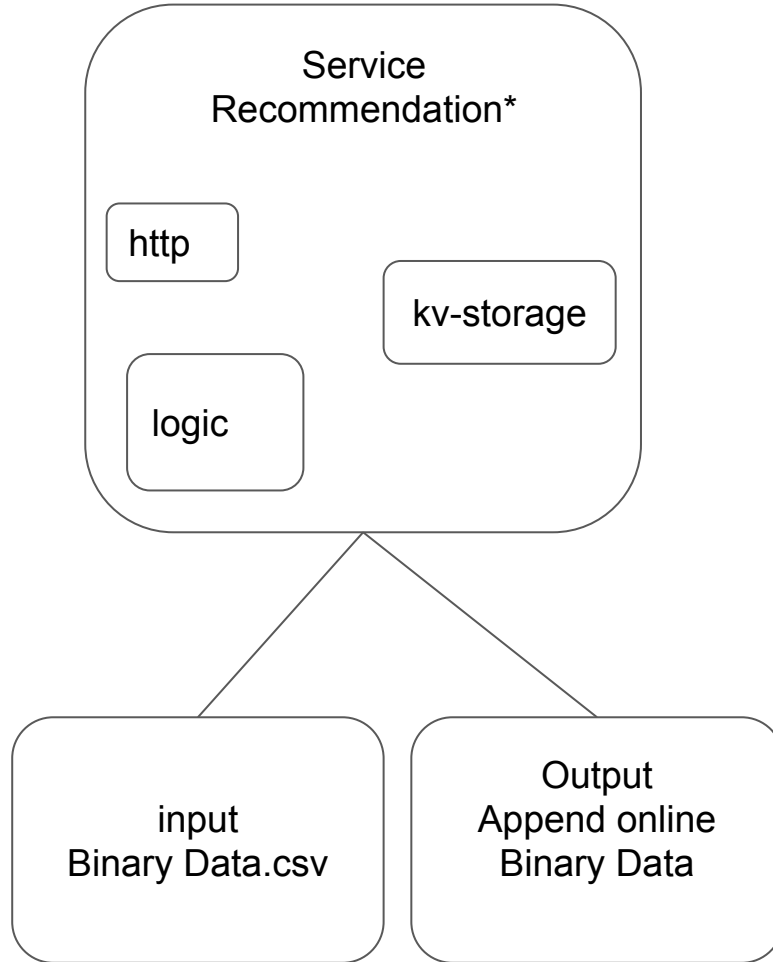 Service
Recommendation*
http
kv-storage
logic
input
Binary Data.csv
Output
Append online
Binary Data